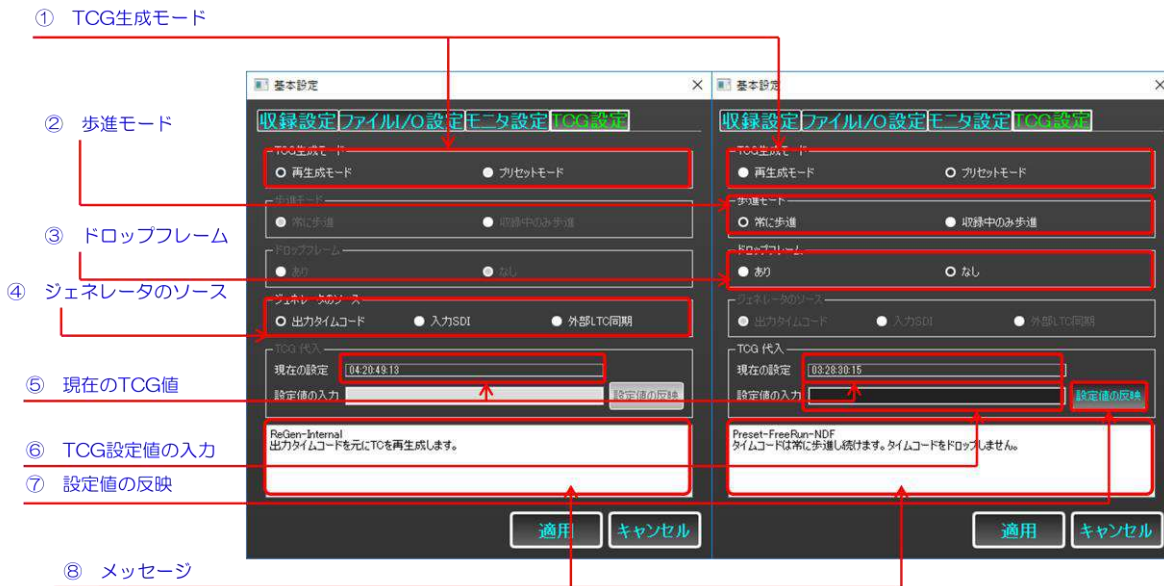 ① TCG生成モード
② 歩進モード
③ ドロップフレーム
④ ジェネレータのソース
⑤ 現在のTCG値
⑥ TCG設定値の入力
⑦ 設定値の反映
⑧ メッセージ
基本設定
収録設定 ファイルI/O設定 モニタ設定 TCG設定
TCG生成モード
再生成モード プリセットモード
歩進モード
常に歩進 収録中のみ歩進
ドロップフレーム
あり なし
ジェネレータのソース
出力タイムコード 入力SDI 外部LTC同期
TCG 代入
現在の設定 04:20:49:13
設定値の入力 設定値の反映
ReGen-Internal
出力タイムコードを元にTCを再生成します。
適用 キャンセル
基本設定
収録設定 ファイルI/O設定 モニタ設定 TCG設定
TCG生成モード
再生成モード プリセットモード
歩進モード
常に歩進 収録中のみ歩進
ドロップフレーム
あり なし
ジェネレータのソース
出力タイムコード 入力SDI 外部LTC同期
TCG 代入
現在の設定 03:28:30:15
設定値の入力 設定値の反映
Preset-FreeRun-NDF
タイムコードは常に歩進し続けます。タイムコードをドロップしません。
適用 キャンセル